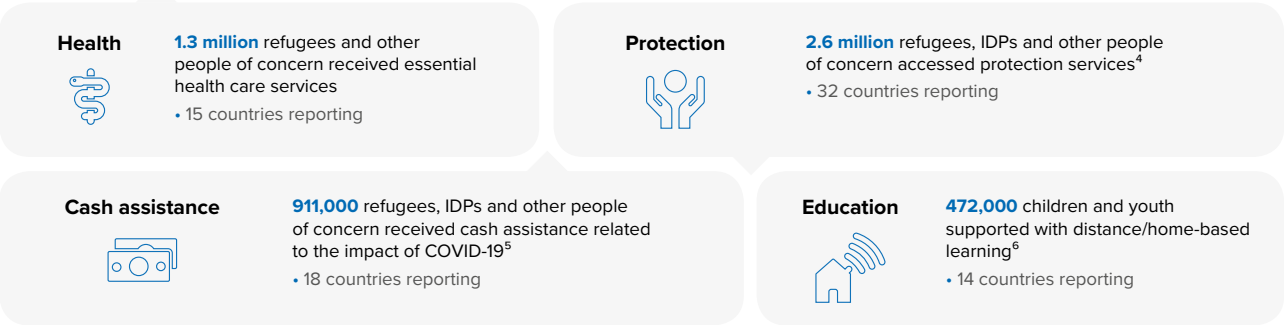 Health
1.3 million refugees and other
people of concern received essential
health care services
• 15 countries reporting
Protection
2.6 million refugees, IDPs and other people
of concern accessed protection services⁴
• 32 countries reporting
Cash assistance
911,000 refugees, IDPs and other people
of concern received cash assistance related
to the impact of COVID-19⁵
• 18 countries reporting
Education
472,000 children and youth
supported with distance/home-based
learning⁶
• 14 countries reporting